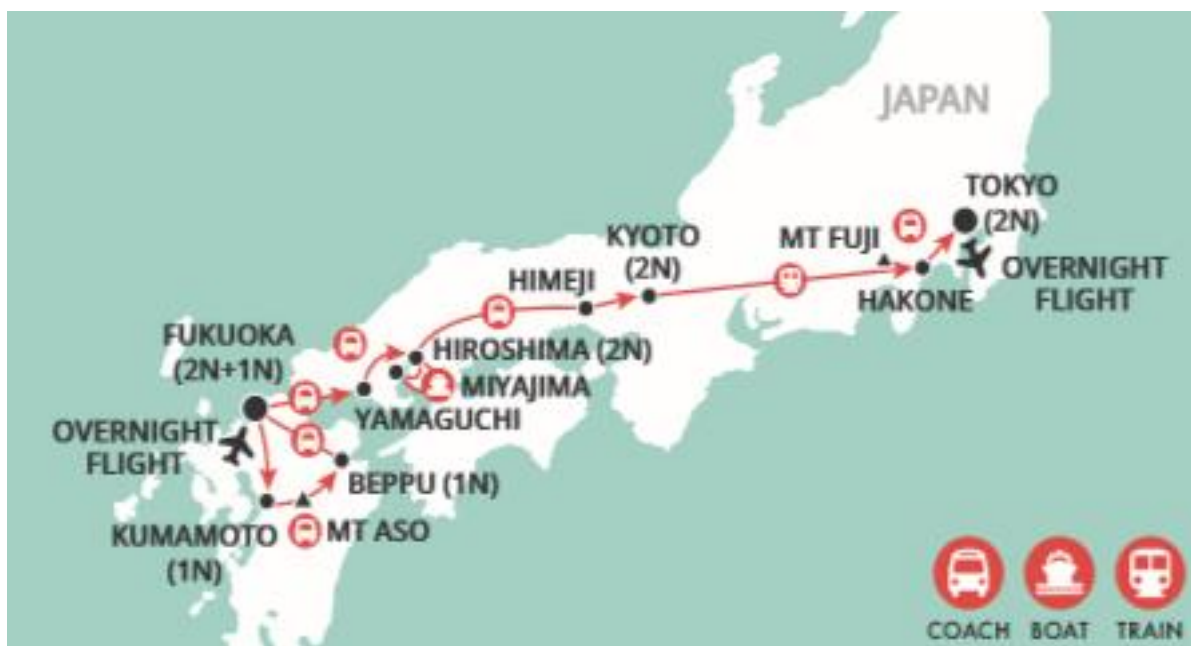 JAPAN
TOKYO
(2N)
KYOTO
(2N)
MT FUJI
OVERNIGHT
FLIGHT
HIMEJI
HAKONE
FUKUOKA
(2N+1N)
HIROSHIMA (2N)
MIYAJIMA
YAMAGUCHI
OVERNIGHT
FLIGHT
BEPPU (1N)
KUMAMOTO
(1N)
MT ASO
COACH
BOAT
TRAIN